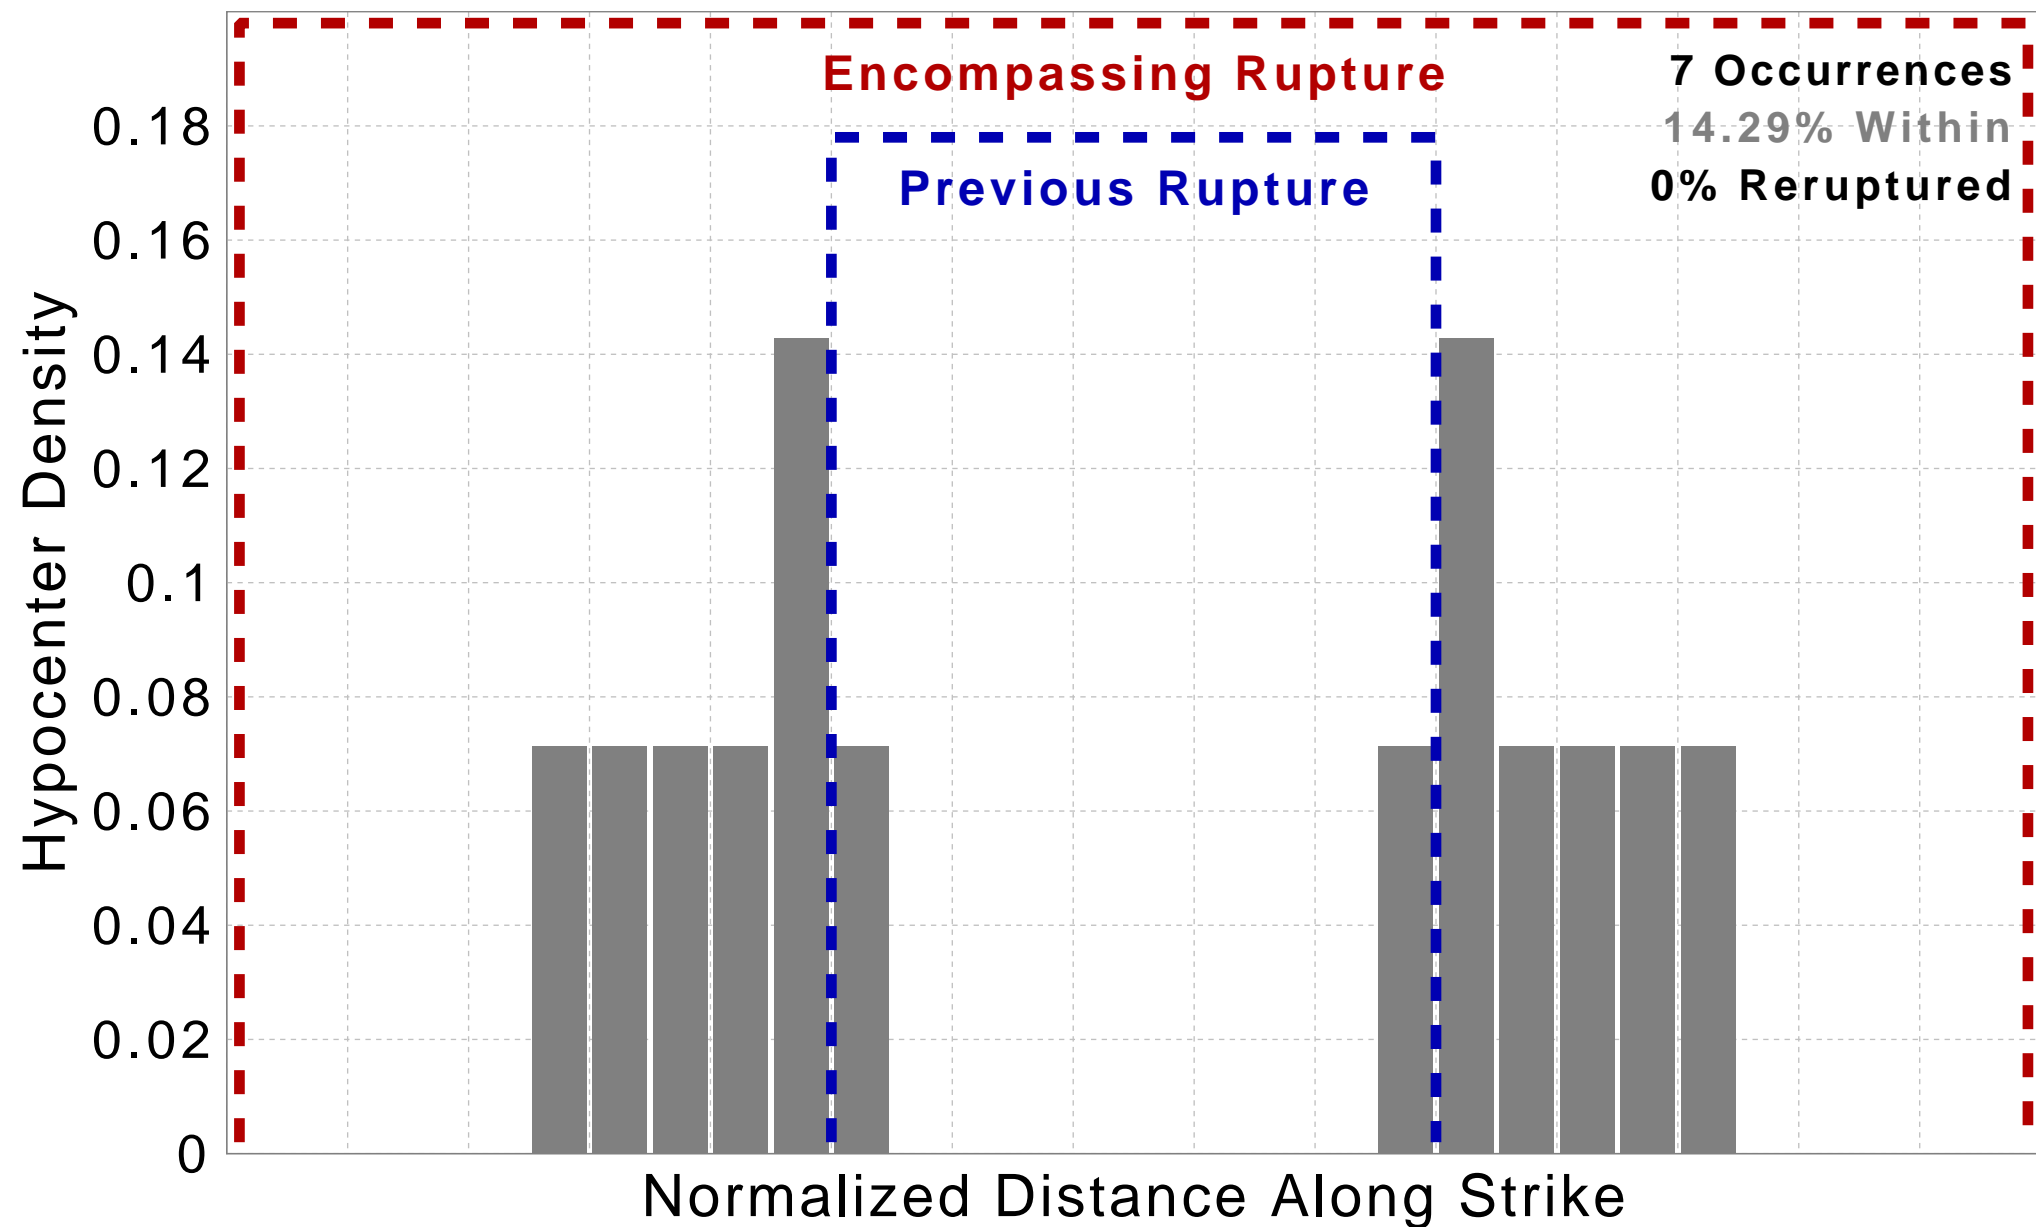 Encompassing Rupture
7 Occurrences
14.29% Within
0% Reruptured
Previous Rupture
Hypocenter Density
0.18
0.16
0.14
0.12
0.1
0.08
0.06
0.04
0.02
0
Normalized Distance Along Strike